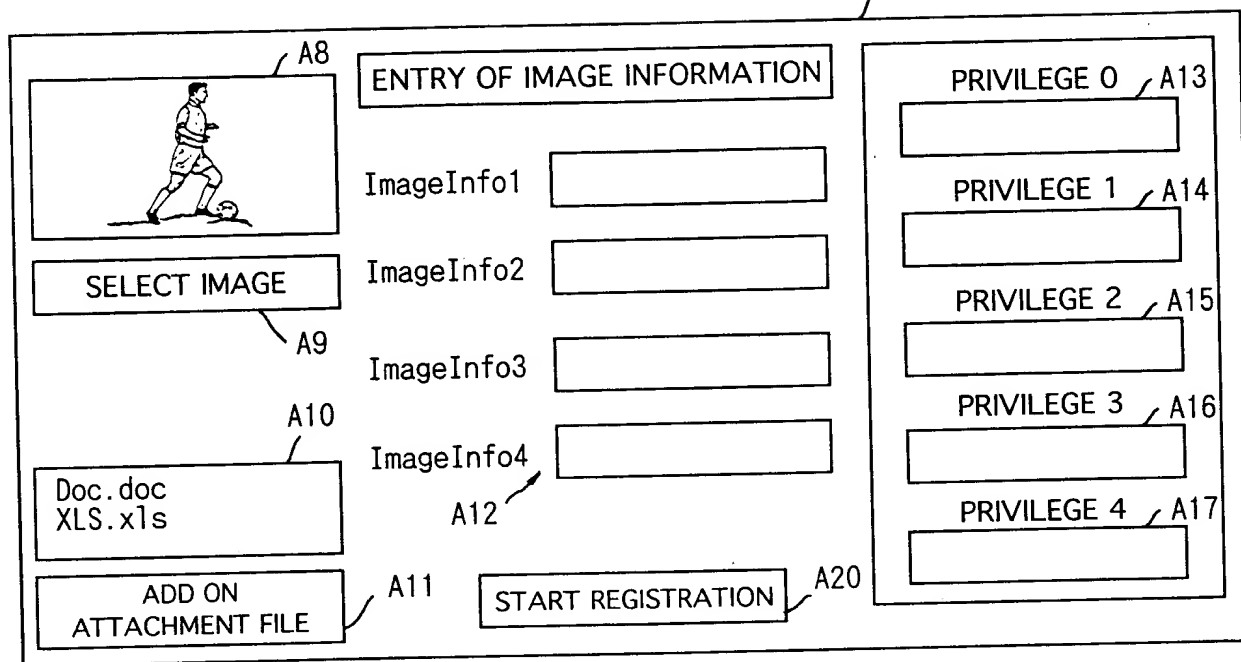 A8
ENTRY OF IMAGE INFORMATION
PRIVILEGE 0
A13
ImageInfo1
PRIVILEGE 1
A14
SELECT IMAGE
A9
ImageInfo2
PRIVILEGE 2
A15
ImageInfo3
A10
Doc.doc
XLS.xls
ImageInfo4
A12
PRIVILEGE 3
A16
PRIVILEGE 4
A17
ADD ON
ATTACHMENT FILE
A11
START REGISTRATION
A20